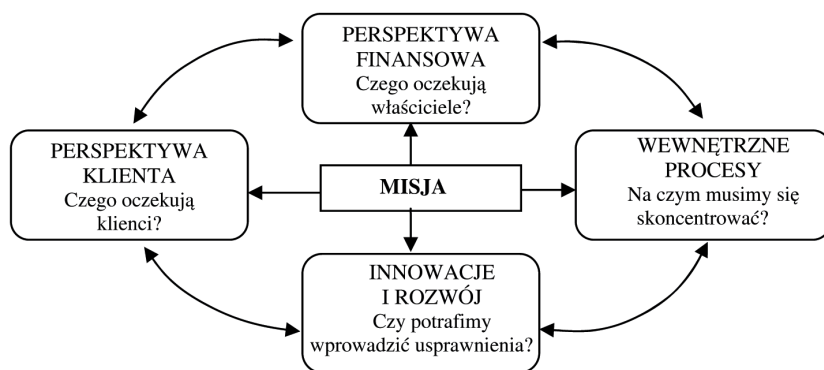 PERSPEKTYWA
FINANSOWA
Czego oczekują
właściciele?
PERSPEKTYWA
KLIENTA
Czego oczekują
klienci?
MISJA
WEWNĘTRZNE
PROCESY
Na czym musimy się
skoncentrować?
INNOWACJE
I ROZWÓJ
Czy potrafimy
wprowadzić usprawnienia?